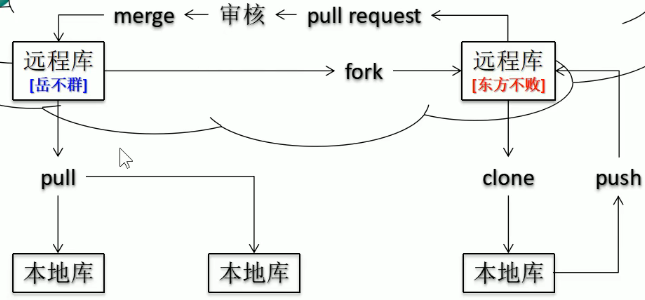 merge
审核
pull request
远程库
[岳不群]
fork
远程库
[东方不败]
pull
clone
push
本地库
本地库
本地库